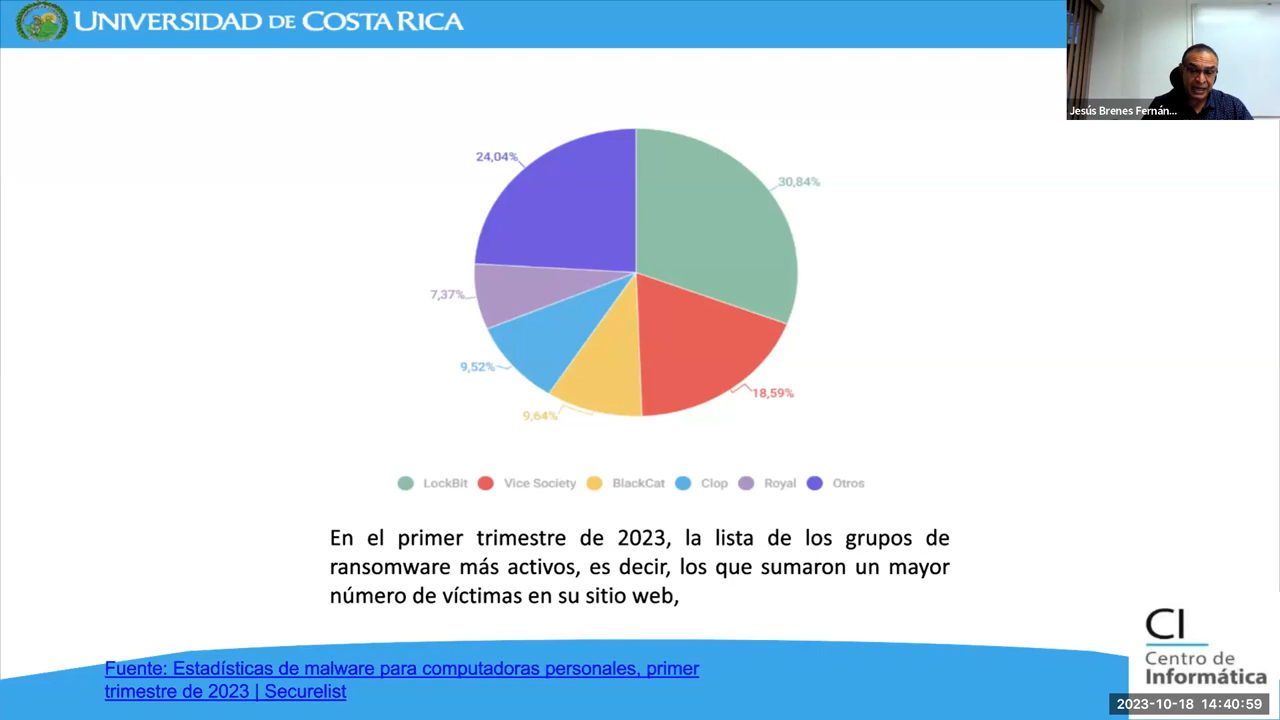 UNIVERSIDAD DE COSTA RICA
Jesús Brenes Fernán...
24,04%
30,84%
7,37%
9,52%
18,59%
9,64%
LockBit Vice Society BlackCat Clop Royal Otros
En el primer trimestre de 2023, la lista de los grupos de
ransomware más activos, es decir, los que sumaron un mayor
número de víctimas en su sitio web,
CI
Centro de
Informática
Fuente: Estadísticas de malware para computadoras personales, primer
trimestre de 2023 | Securelist
2023-10-18 14:40:59